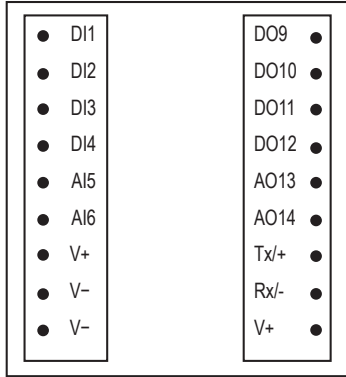 DI1
DI2
DI3
DI4
AI5
AI6
V+
V−
V−
DO9
DO10
DO11
DO12
AO13
AO14
Tx/+
Rx/-
V+